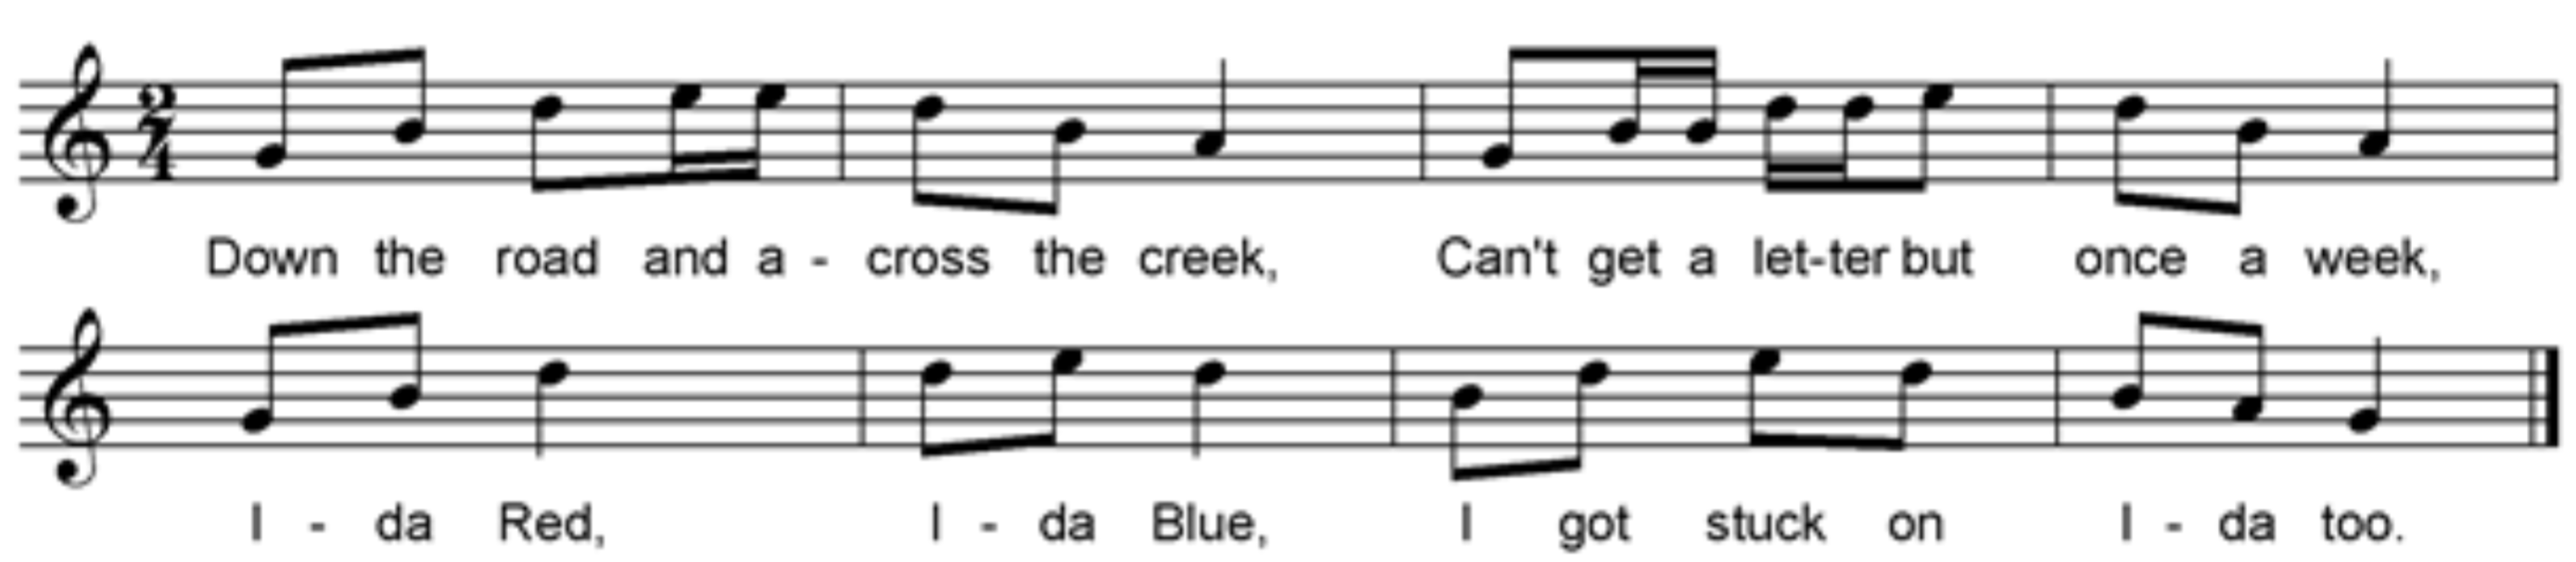 2
4
Down the road and a - cross the creek, Can't get a let-ter but once a week,
I - da Red, I - da Blue, I got stuck on I - da too.